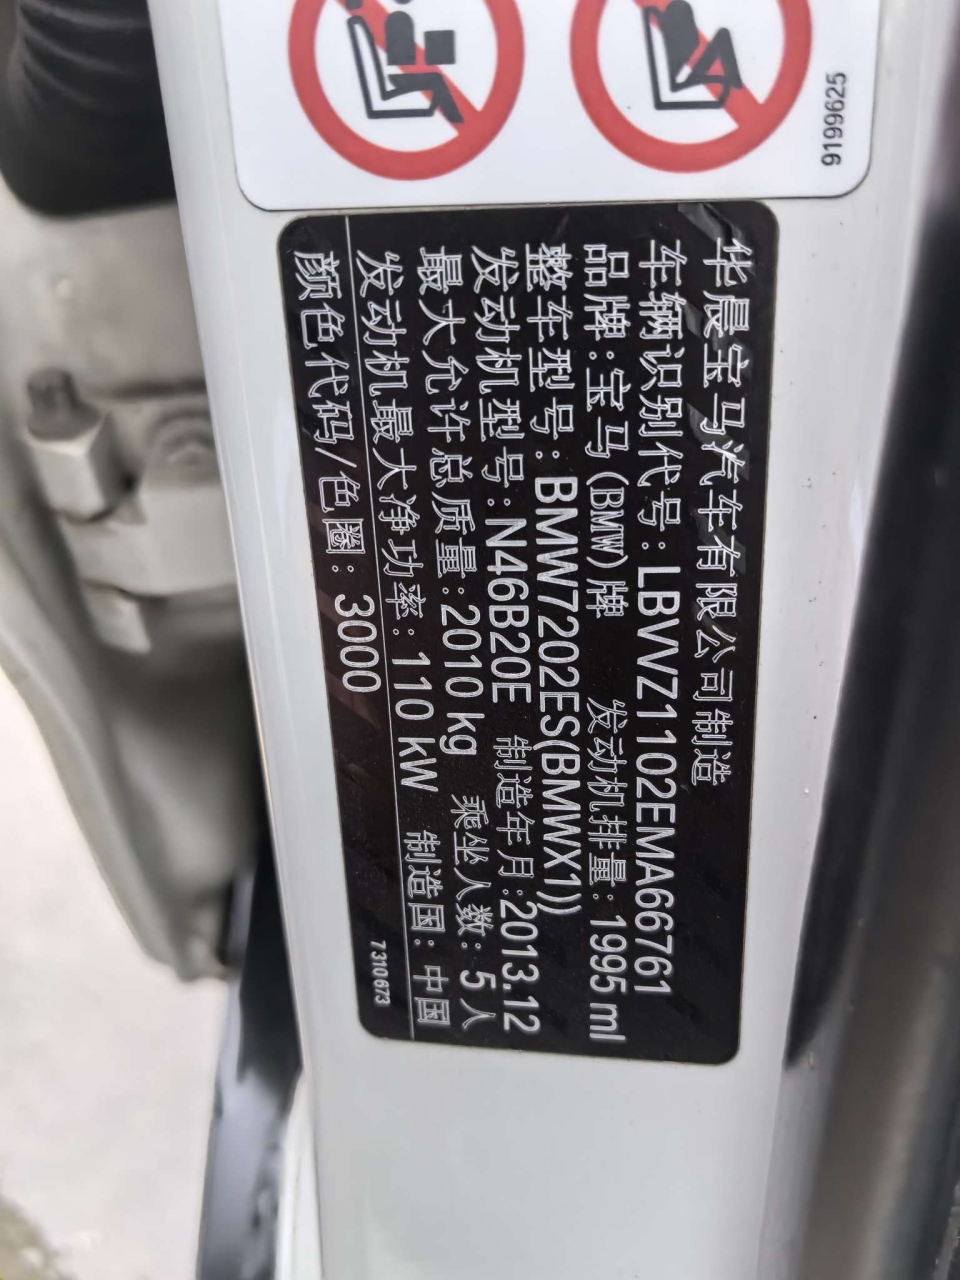 9199625
华晨宝马汽车有限公司制造
车辆识别代号:LBVVZ1102EMA66761
品牌:宝马(BMW)牌 发动机排量:1995 ml
整车型号:BMW7202ES(BMWX1))
发动机型号:N46B20E 制造年月:2013.12
最大允许总质量:2010 kg 乘坐人数:5人
发动机最大净功率:110 kW 制造国:中国
颜色代码/色圈:3000
7310673